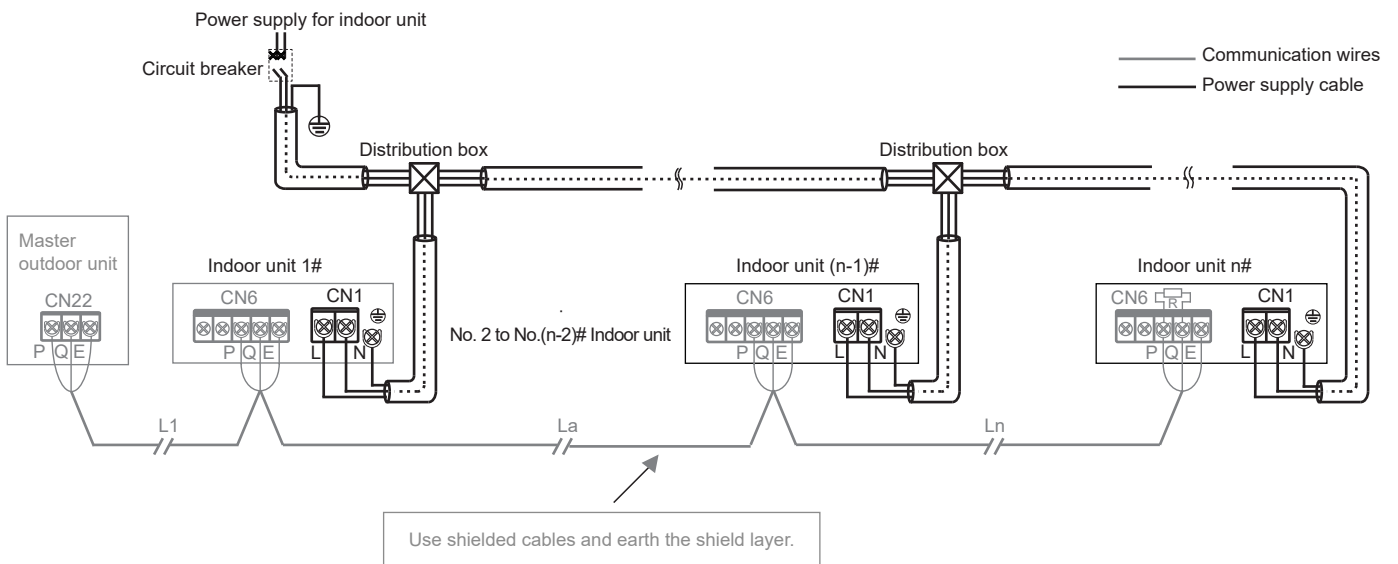 Power supply for indoor unit
Circuit breaker
Communication wires
Power supply cable
Distribution box
Distribution box
Master
outdoor unit
CN22
P Q E
Indoor unit 1#
CN6
CN1
P Q E
L N
No. 2 to No.(n-2)# Indoor unit
Indoor unit (n-1)#
CN6
CN1
P Q E
L N
Indoor unit n#
CN6
R
CN1
P Q E
L N
L1
La
Ln
Use shielded cables and earth the shield layer.